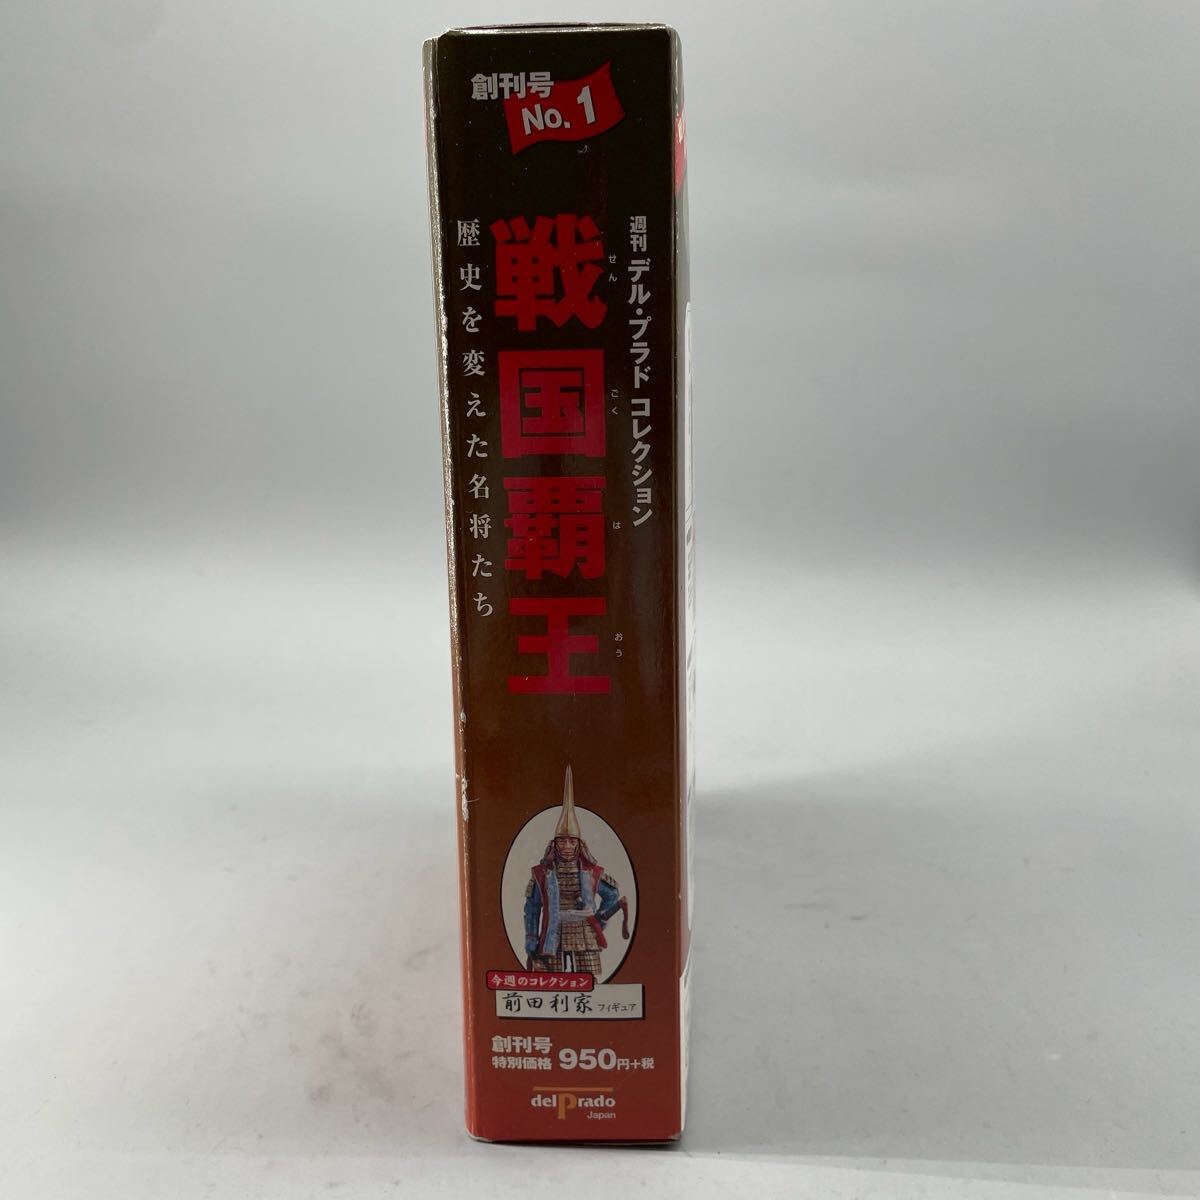 創刊号
No. 1
週刊 デル・プラド コレクション
戦国覇王
せん
ごく
は
おう
歴史を変えた名将たち
今週のコレクション
前田利家 フィギュア
創刊号
特別価格 950円+税
delPrado
Japan